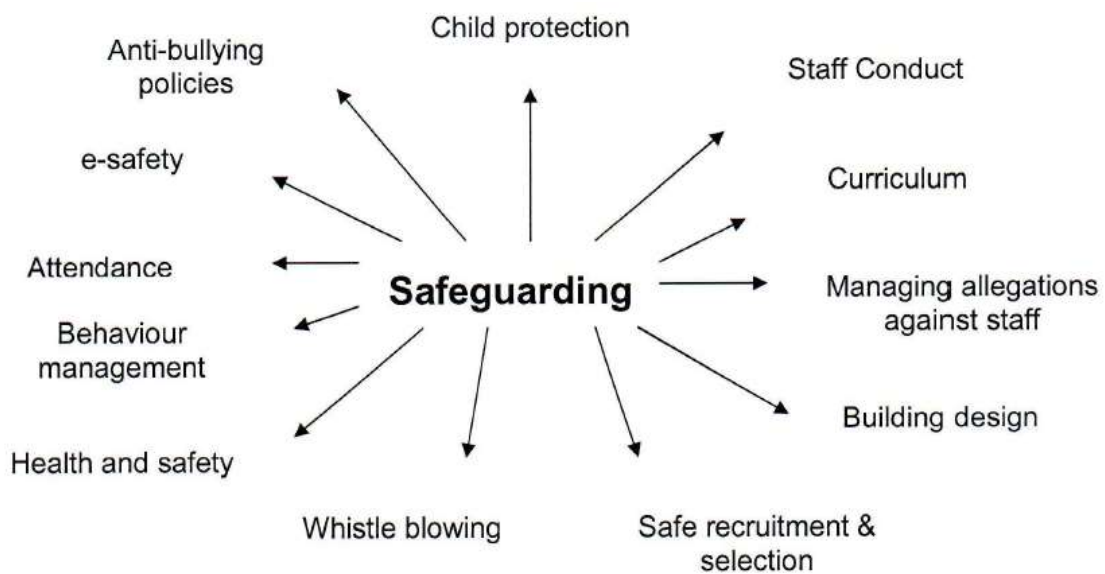 Child protection
Anti-bullying
policies
Staff Conduct
e-safety
Curriculum
Attendance
Safeguarding
Managing allegations
against staff
Behaviour
management
Building design
Health and safety
Whistle blowing
Safe recruitment &
selection